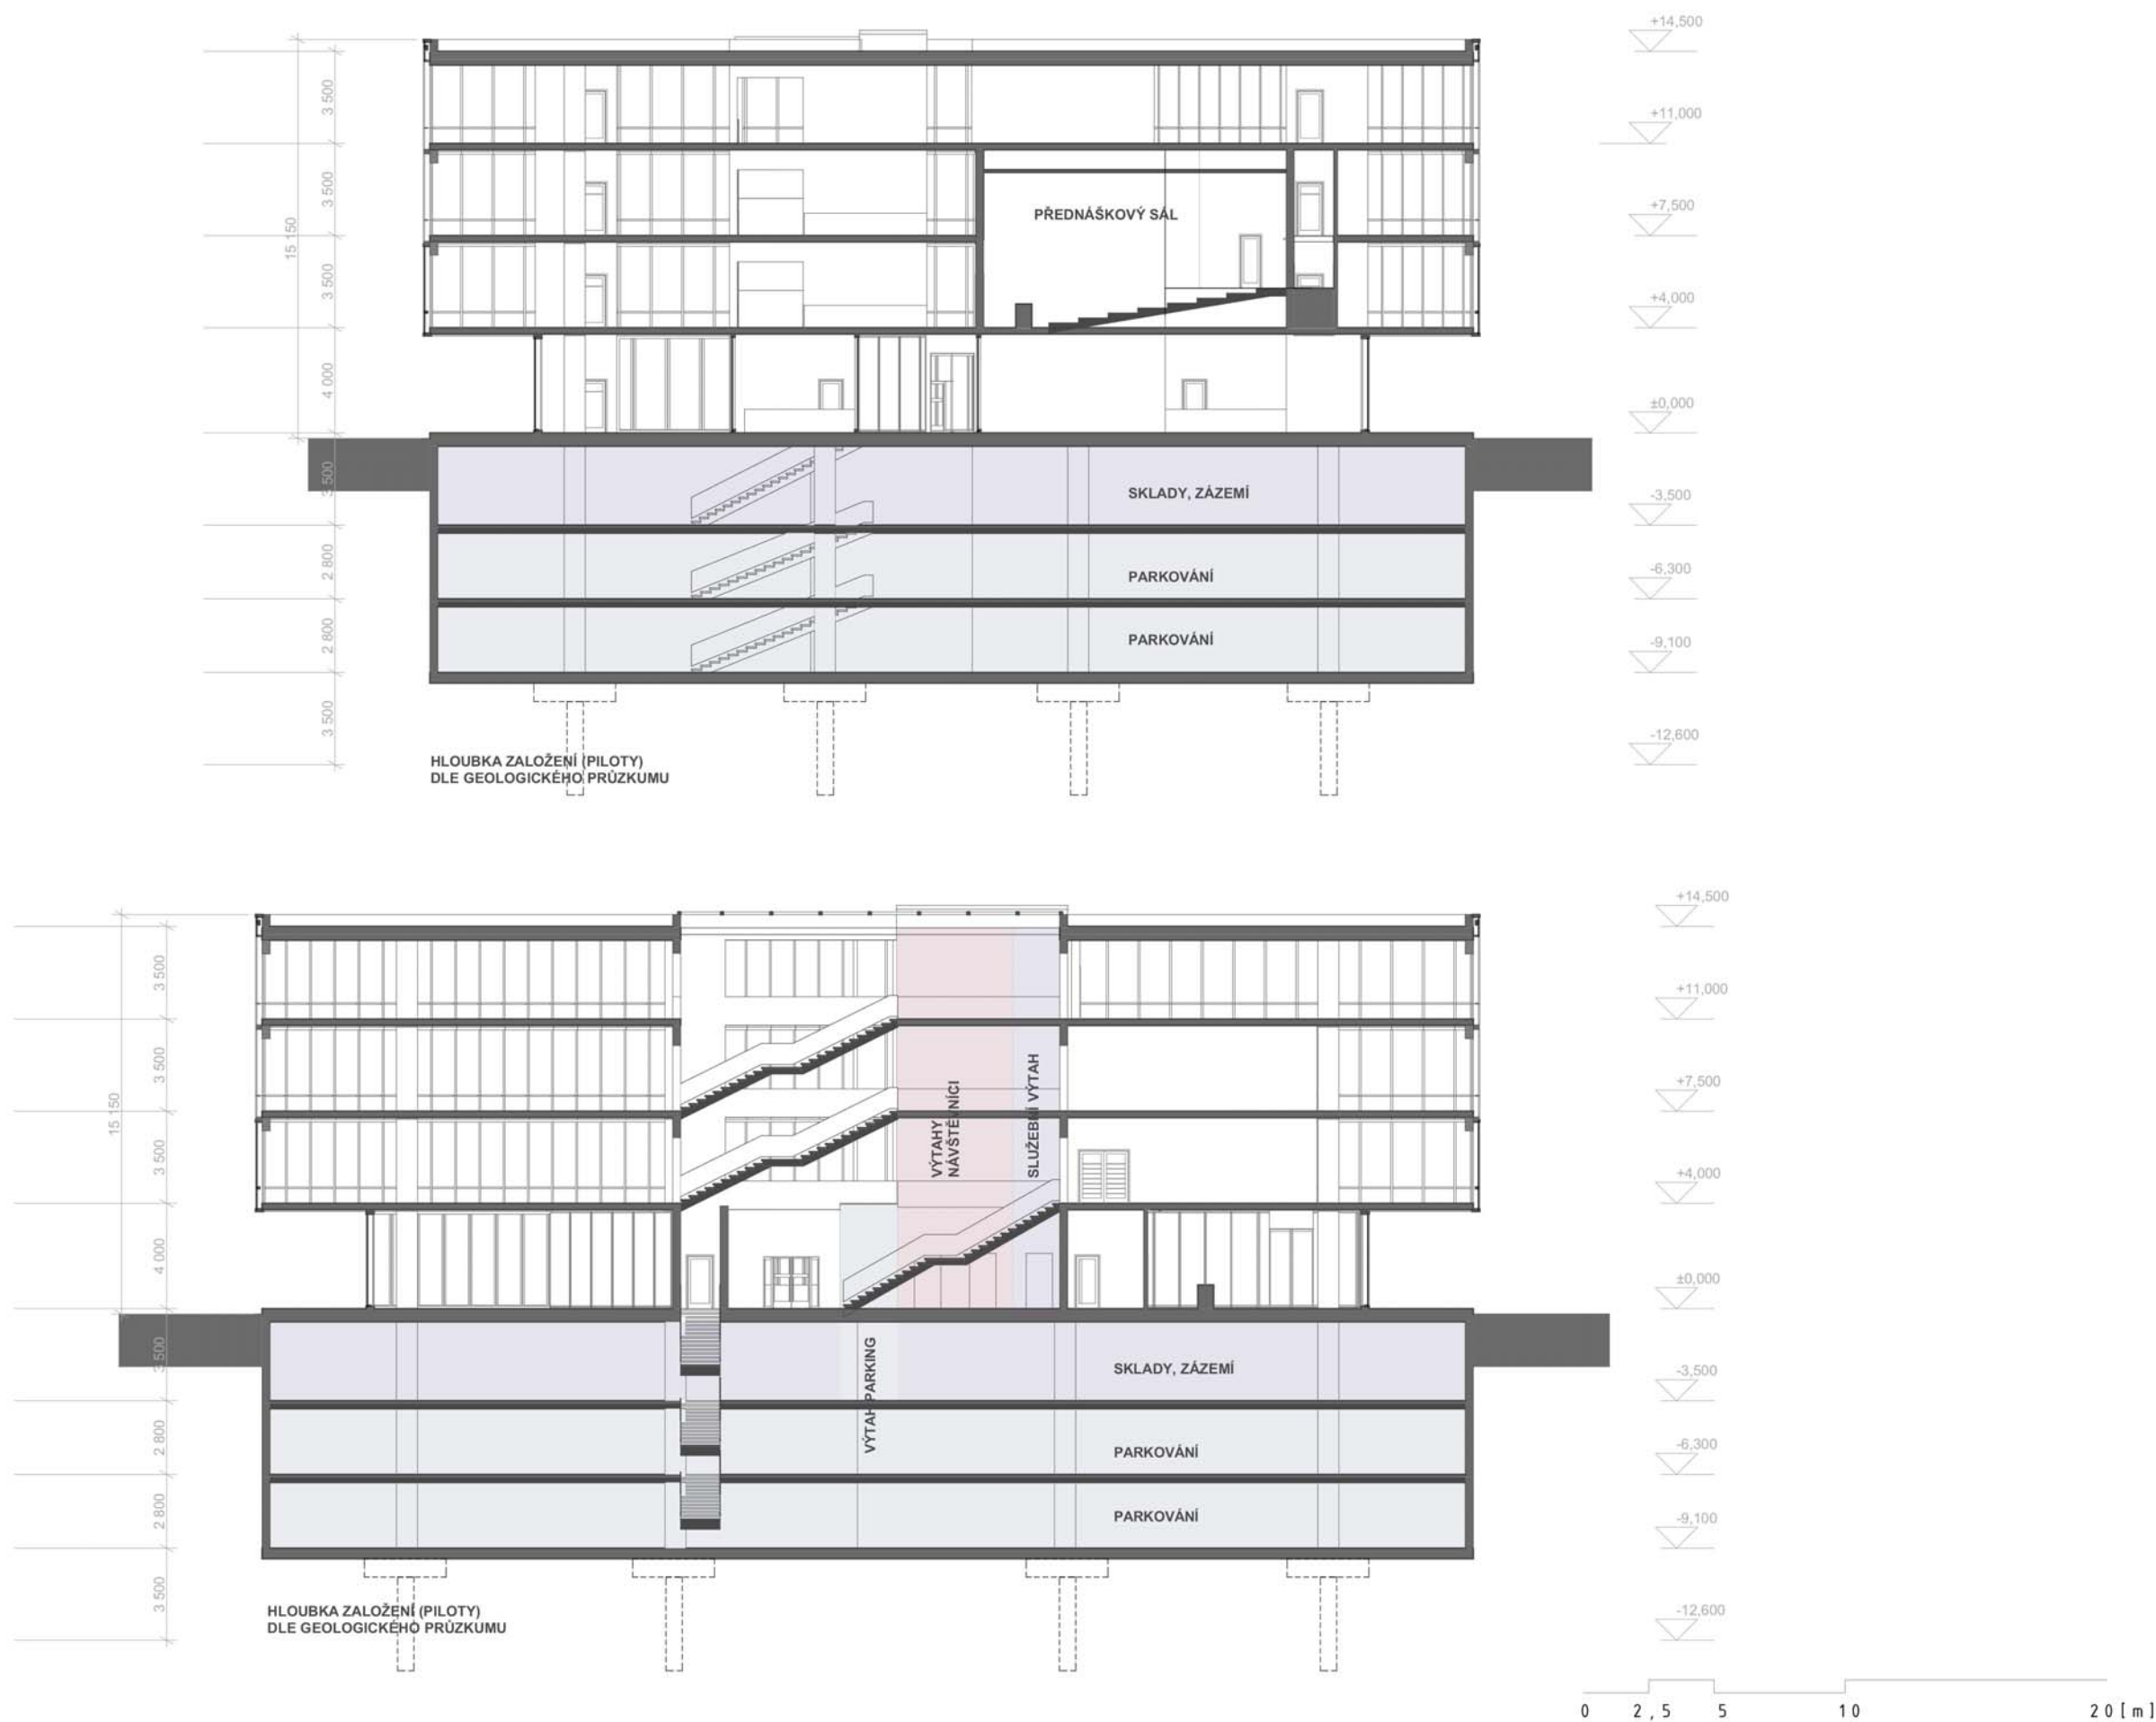 +14,500
3 500
+11,000
3 500
PŘEDNÁŠKOVÝ SÁL
+7,500
15 150
3 500
+4,000
4 000
±0,000
3 500
SKLADY, ZÁZEMÍ
-3,500
2 800
PARKOVÁNÍ
-6,300
2 800
PARKOVÁNÍ
-9,100
3 500
-12,600
HLOUBKA ZALOŽENÍ (PILOTY)
DLE GEOLOGICKÉHO PRŮZKUMU
+14,500
3 500
+11,000
3 500
+7,500
15 150
VÝTAHY
NÁVŠTĚVNÍCI
SLUŽEBNÍ VÝTAH
3 500
+4,000
4 000
±0,000
3 500
VÝTAH PARKING
SKLADY, ZÁZEMÍ
-3,500
2 800
PARKOVÁNÍ
-6,300
2 800
PARKOVÁNÍ
-9,100
3 500
HLOUBKA ZALOŽENÍ (PILOTY)
DLE GEOLOGICKÉHO PRŮZKUMU
-12,600
0 2,5 5 10 20[m]